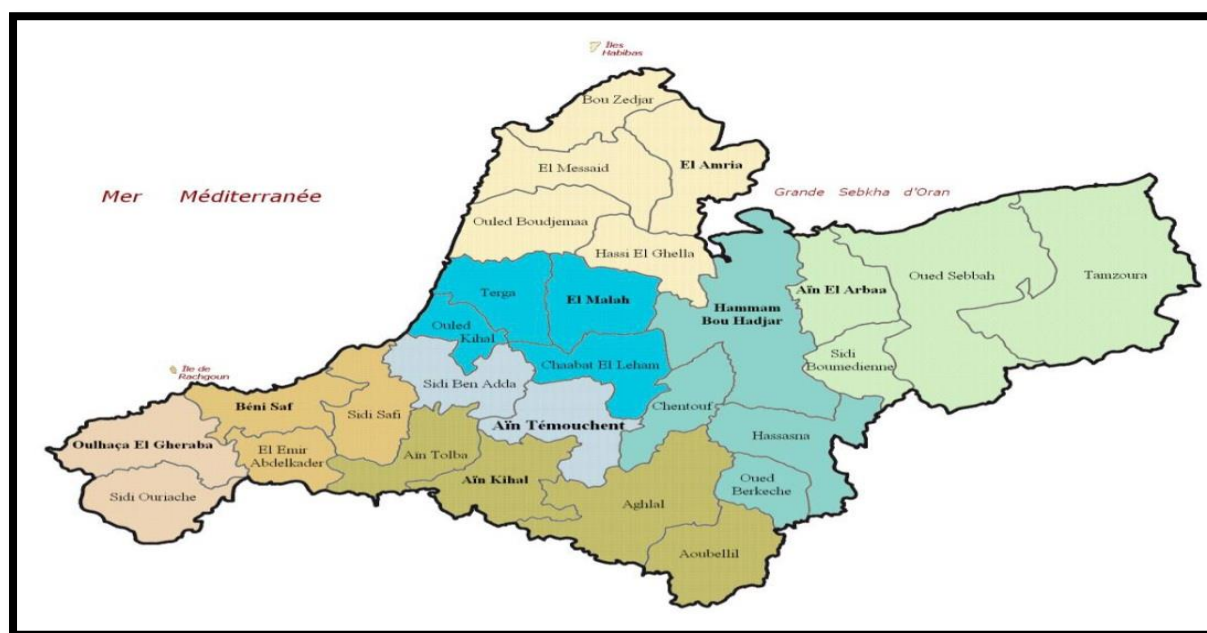 Îles
Habibas
Bou Zedjar
El Messaid
El Amria
Mer Méditerranée
Grande Sebkha d'Oran
Ouled Boudjemaa
Hassi El Ghella
Oued Sebbah
Tamzoura
Terga
El Malah
Aïn El Arbaa
Hammam
Bou Hadjar
Ouled
Kihal
Chaabat El Leham
Sidi
Boumedienne
Île de
Rachgoun
Sidi Ben Adda
Béni Saf
Sidi Safi
Chentouf
Aïn Témouchent
Oulhaça El Gheraba
El Emir
Abdelkader
Aïn Tolba
Hassasna
Aïn Kihal
Oued
Berkeche
Sidi Ouriache
Aghlal
Aoubellil